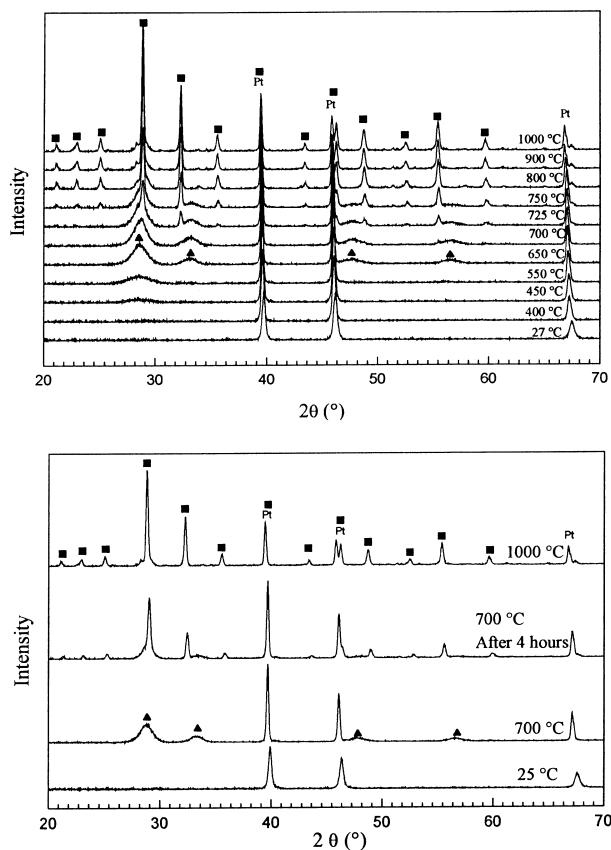 Pt
Pt
Pt
1000 °C
900 °C
800 °C
750 °C
725 °C
700 °C
650 °C
550 °C
450 °C
400 °C
27 °C
Intensity
20 30 40 50 60 70
2θ (°)
Pt
Pt
Pt
1000 °C
700 °C
After 4 hours
700 °C
25 °C
Intensity
20 30 40 50 60 70
2 θ (°)